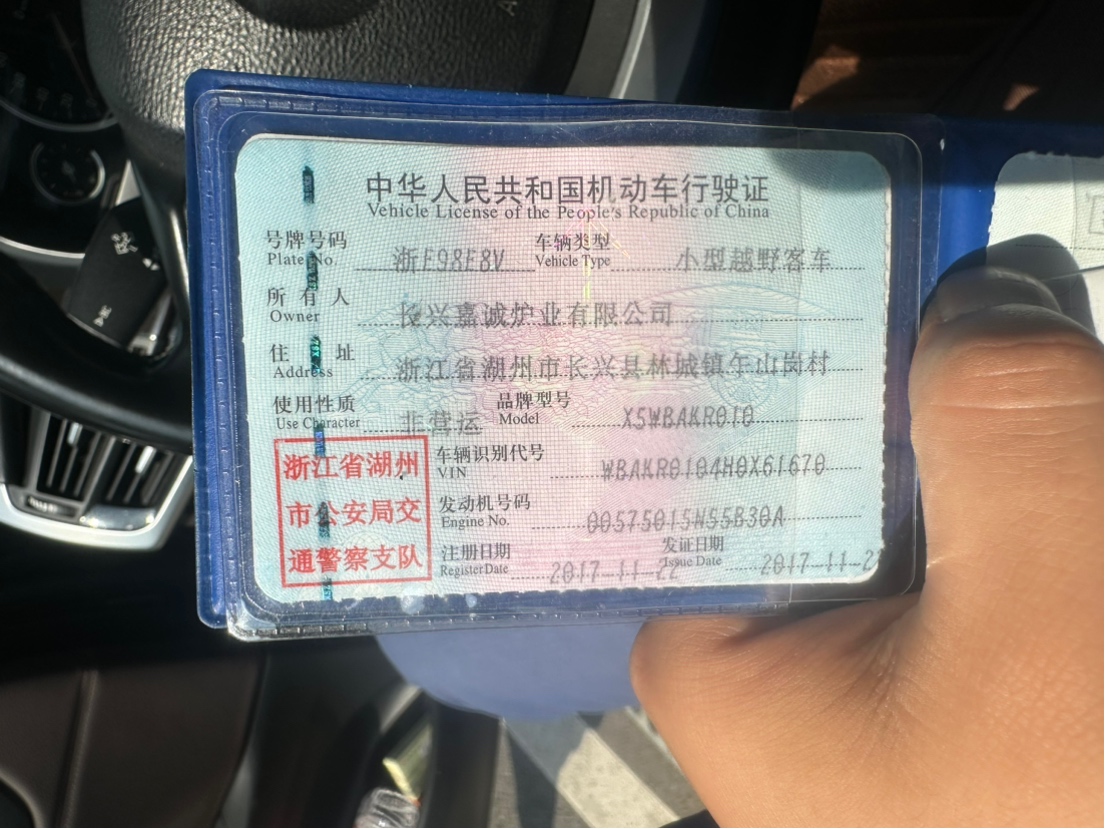 中华人民共和国机动车行驶证
Vehicle License of the People's Republic of China
号牌号码 浙E98E8V 车辆类型 小型越野客车
Plate No. Vehicle Type
所有人 长兴嘉诚炉业有限公司
Owner
住址 浙江省湖州市长兴县林城镇午山岗村
Address
使用性质 非营运 品牌型号 X5WBAKR010
Use Character Model
浙江省湖州
市公安局交
通警察支队
车辆识别代号 WBAKR0104H0X61670
VIN
发动机号码 00575015N55B30A
Engine No.
注册日期 2017-11-22 发证日期 2017-11-2
Register Date Issue Date